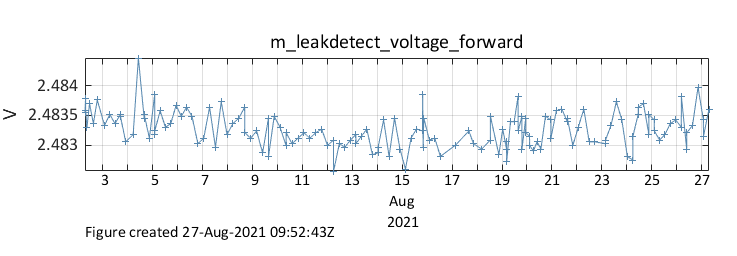 m_leakdetect_voltage_forward
2.484
2.4835
2.483
V
3 5 7 9 11 13 15 17 19 21 23 25 27
Aug
2021
Figure created 27-Aug-2021 09:52:43Z